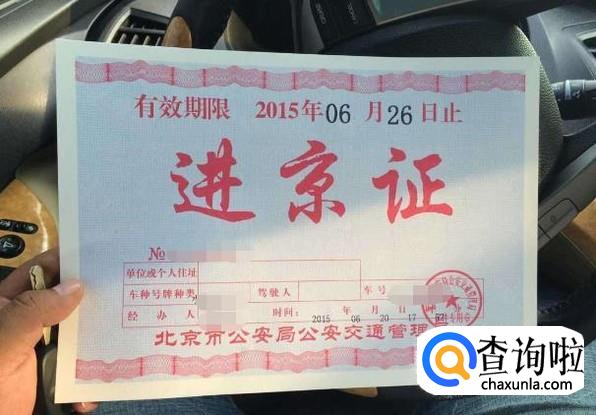 有效期限 2015年06月26日止
进京证
№
单位或个人住址
车种号牌种类 驾驶人 车号
经办人 时间: 2015 年 06 月 20 日 17
北京市公安局公安交通管理
查询啦
chaxunla.com